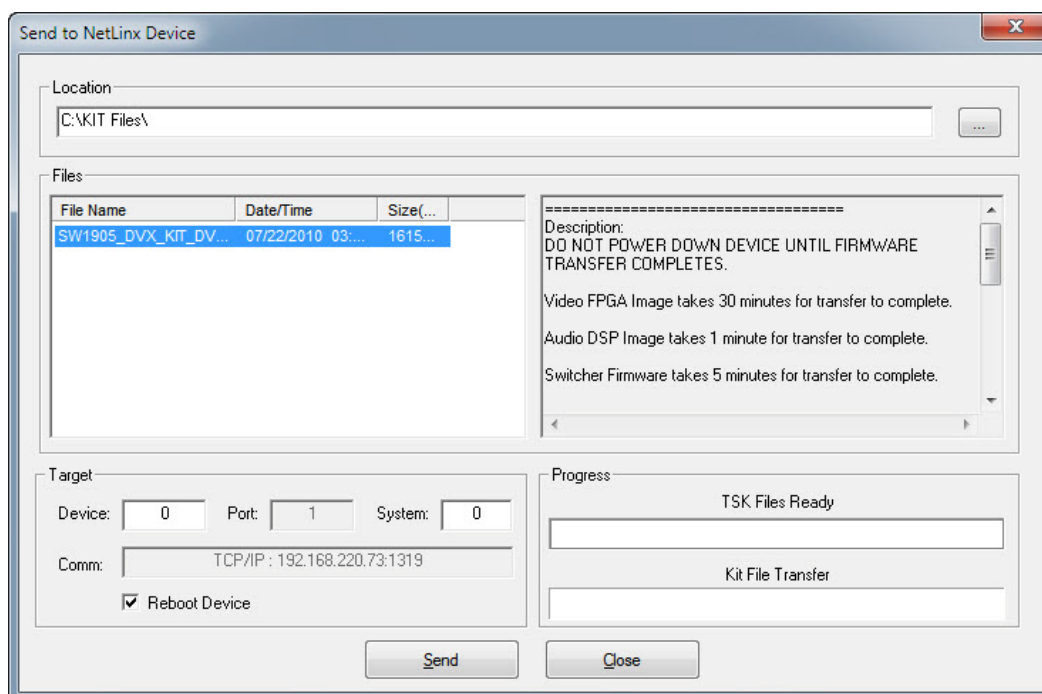 Send to NetLinx Device
Location
C:\KIT Files\
...
Files
File Name Date/Time Size(...
SW1905_DVX_KIT_DV... 07/22/2010 03:... 1615...
===================================
Description:
DO NOT POWER DOWN DEVICE UNTIL FIRMWARE
TRANSFER COMPLETES.
Video FPGA Image takes 30 minutes for transfer to complete.
Audio DSP Image takes 1 minute for transfer to complete.
Switcher Firmware takes 5 minutes for transfer to complete.
Target
Device: 0 Port: 1 System: 0
Comm: TCP/IP : 192.168.220.73:1319
Reboot Device
Progress
TSK Files Ready
Kit File Transfer
Send Close